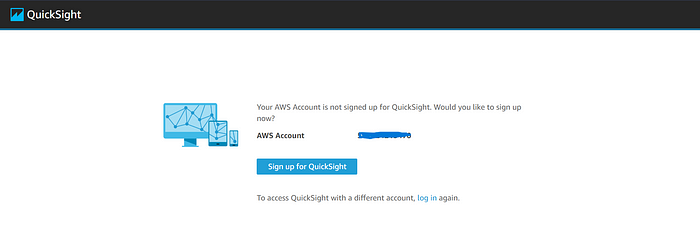 QuickSight
Your AWS Account is not signed up for QuickSight. Would you like to sign up
now?
AWS Account
Sign up for QuickSight
To access QuickSight with a different account, log in again.